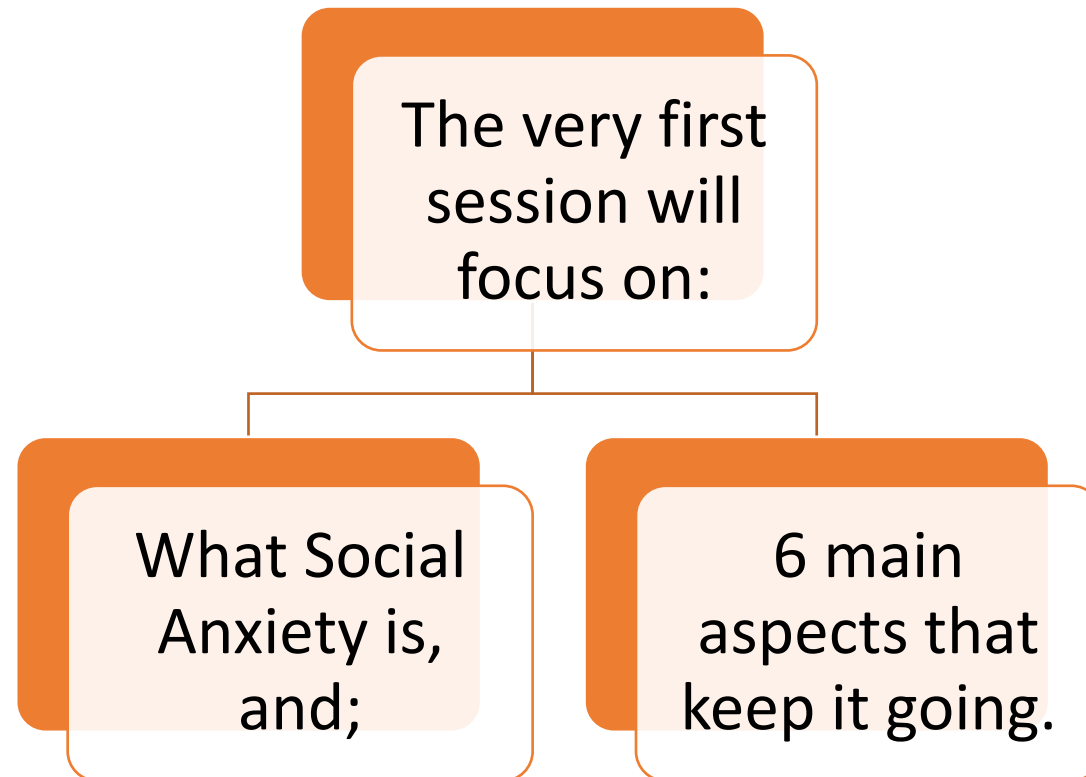 The very first
session will
focus on:
What Social
Anxiety is,
and;
6 main
aspects that
keep it going.